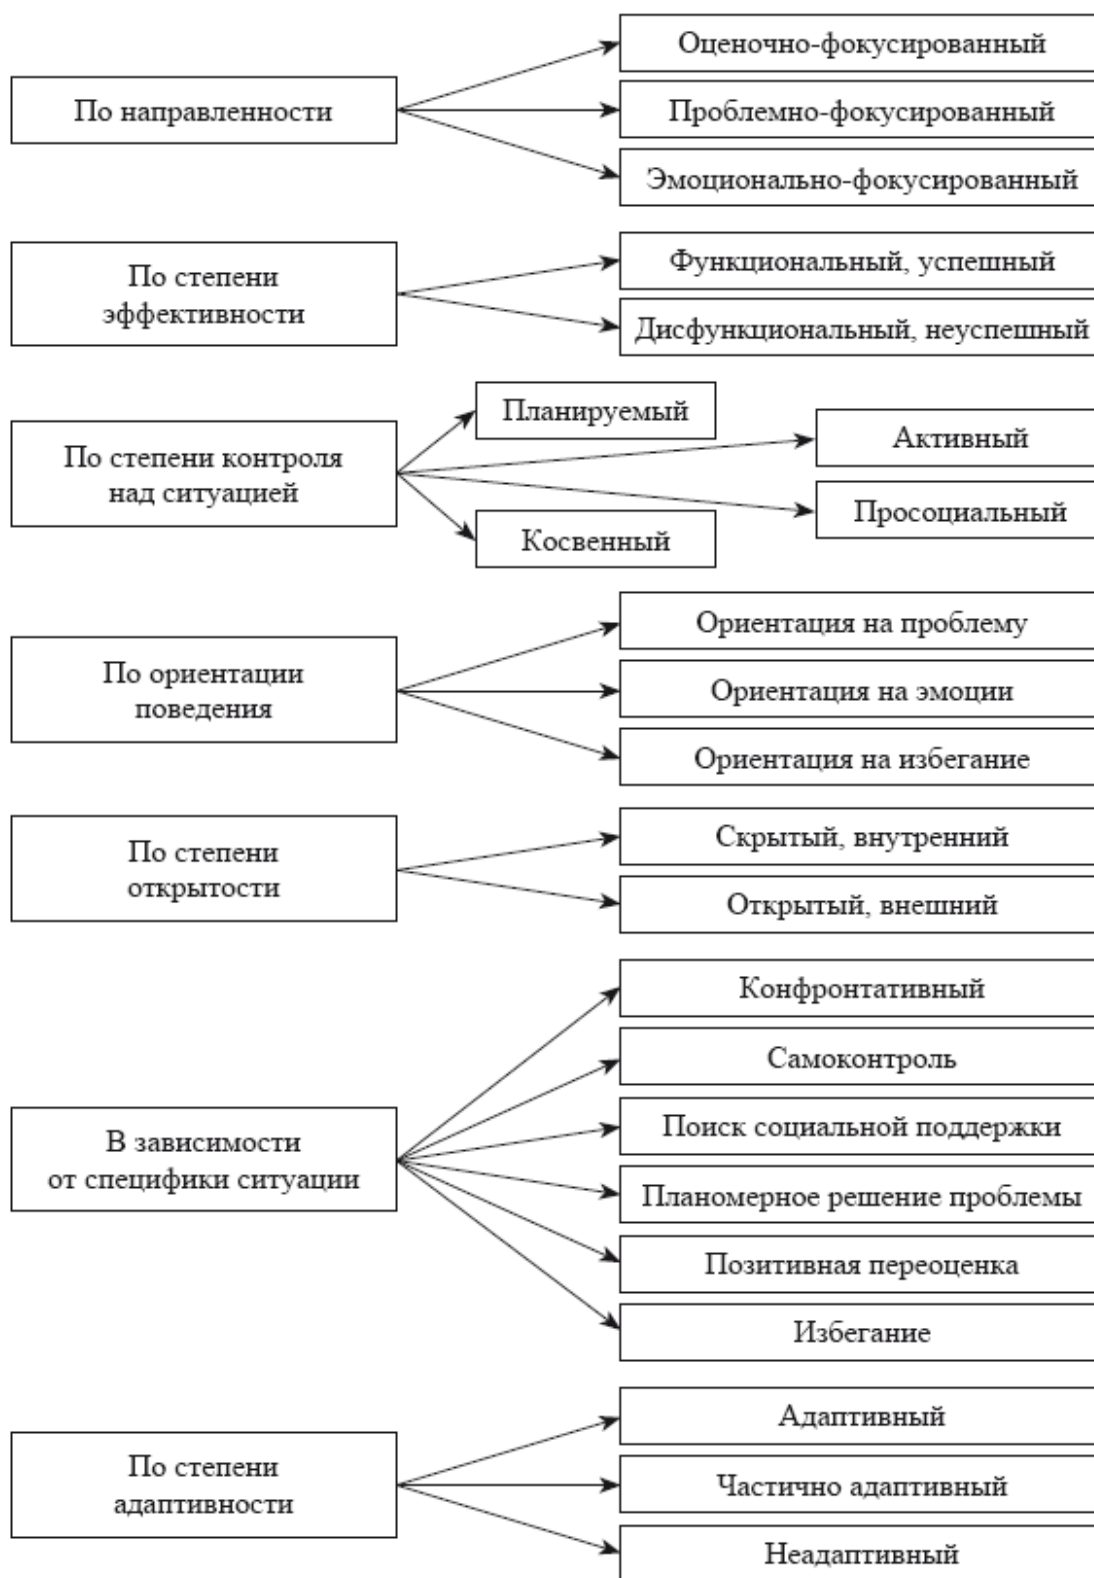 По направленности
Оценочно-фокусированный
Проблемно-фокусированный
Эмоционально-фокусированный
По степени
эффективности
Функциональный, успешный
Дисфункциональный, неуспешный
По степени контроля
над ситуацией
Планируемый
Активный
Просоциальный
Косвенный
По ориентации
поведения
Ориентация на проблему
Ориентация на эмоции
Ориентация на избегание
По степени
открытости
Скрытый, внутренний
Открытый, внешний
В зависимости
от специфики ситуации
Конфронтативный
Самоконтроль
Поиск социальной поддержки
Планомерное решение проблемы
Позитивная переоценка
Избегание
По степени
адаптивности
Адаптивный
Частично адаптивный
Неадаптивный